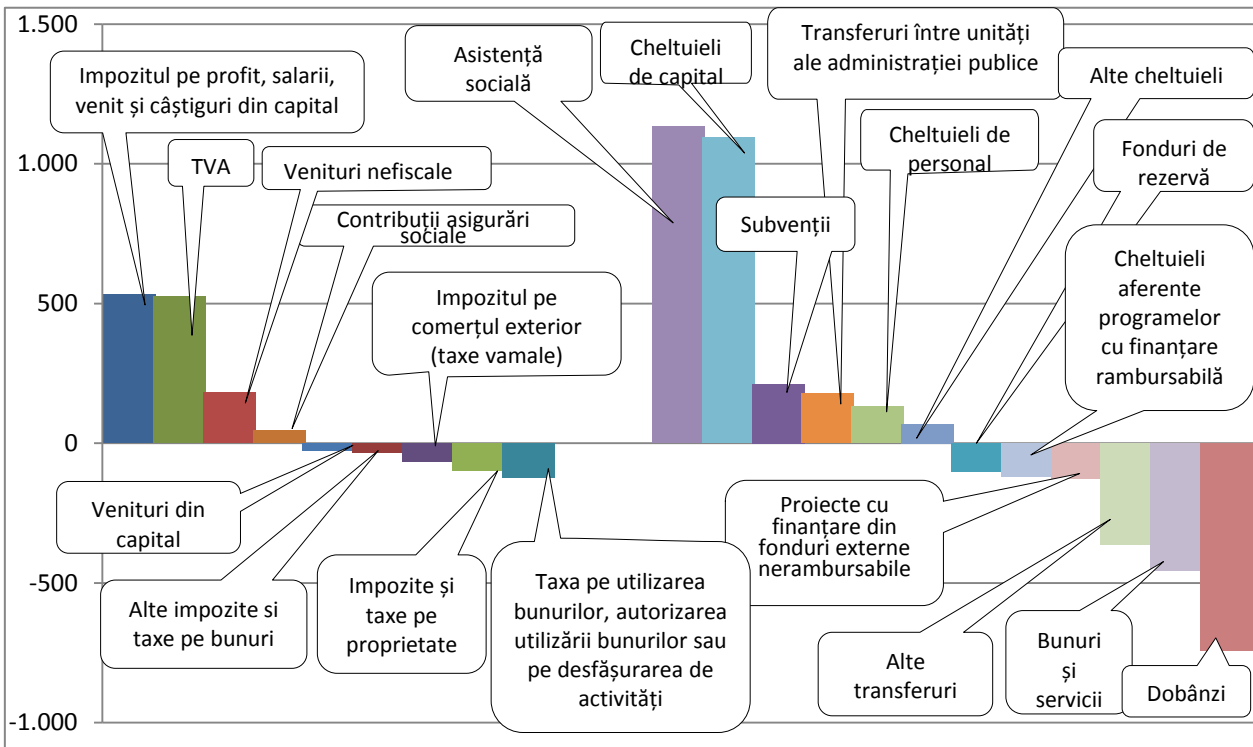 1.500
1.000
500
0
-500
-1.000
Impozitul pe profit, salarii,
venit și câștiguri din capital
TVA
Venituri nefiscale
Contribuții asigurări
sociale
Impozitul pe
comerțul exterior
(taxe vamale)
Venituri din
capital
Alte impozite si
taxe pe bunuri
Impozite și
taxe pe
proprietate
Taxa pe utilizarea
bunurilor, autorizarea
utilizării bunurilor sau
pe desfășurarea de
activități
Asistență
socială
Cheltuieli
de capital
Subvenții
Transferuri între unități
ale administrației publice
Cheltuieli de
personal
Alte cheltuieli
Fonduri de
rezervă
Cheltuieli
aferente
programelor
cu finanțare
rambursabilă
Proiecte cu
finanțare din
fonduri externe
nerambursabile
Alte
transferuri
Bunuri
și
servicii
Dobânzi